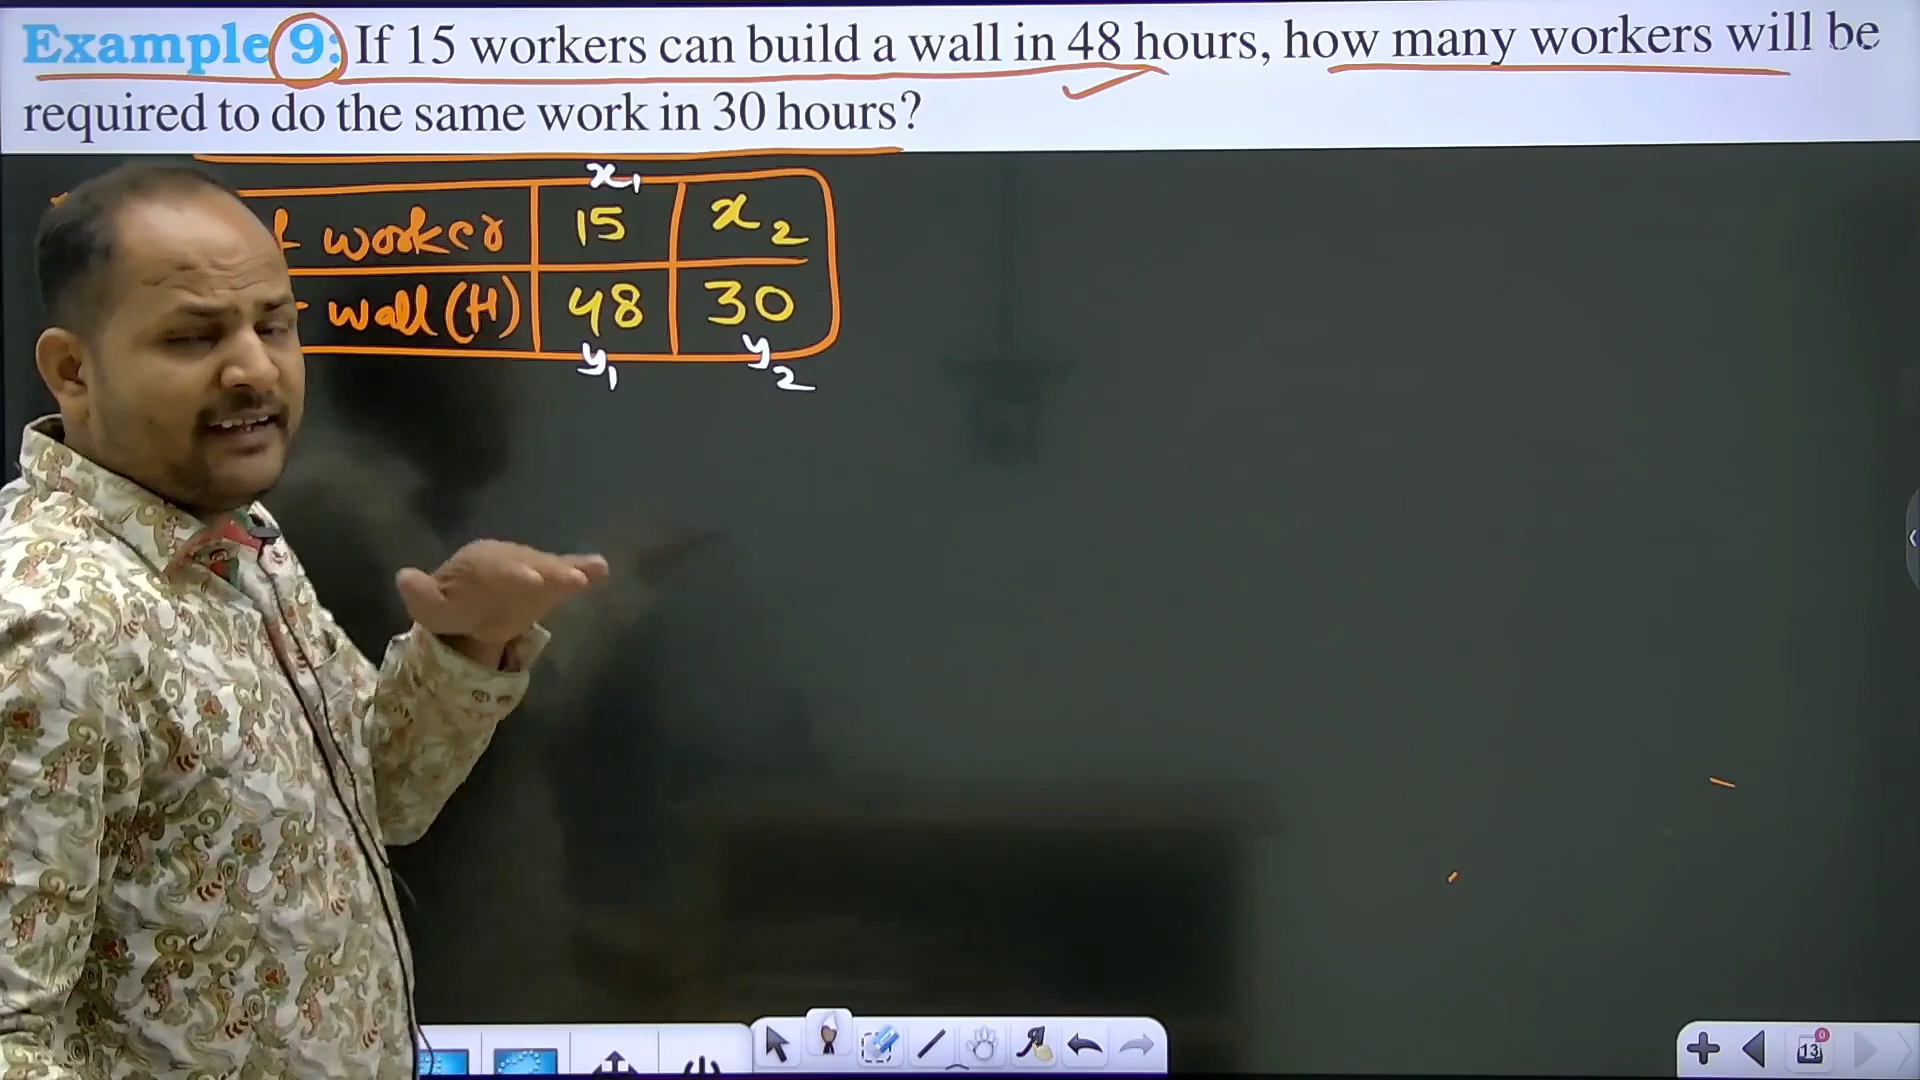 Example 9: If 15 workers can build a wall in 48 hours, how many workers will be
required to do the same work in 30 hours?
x₁
worker 15 x₂
wall (H) 48 30
y₁ y₂
13